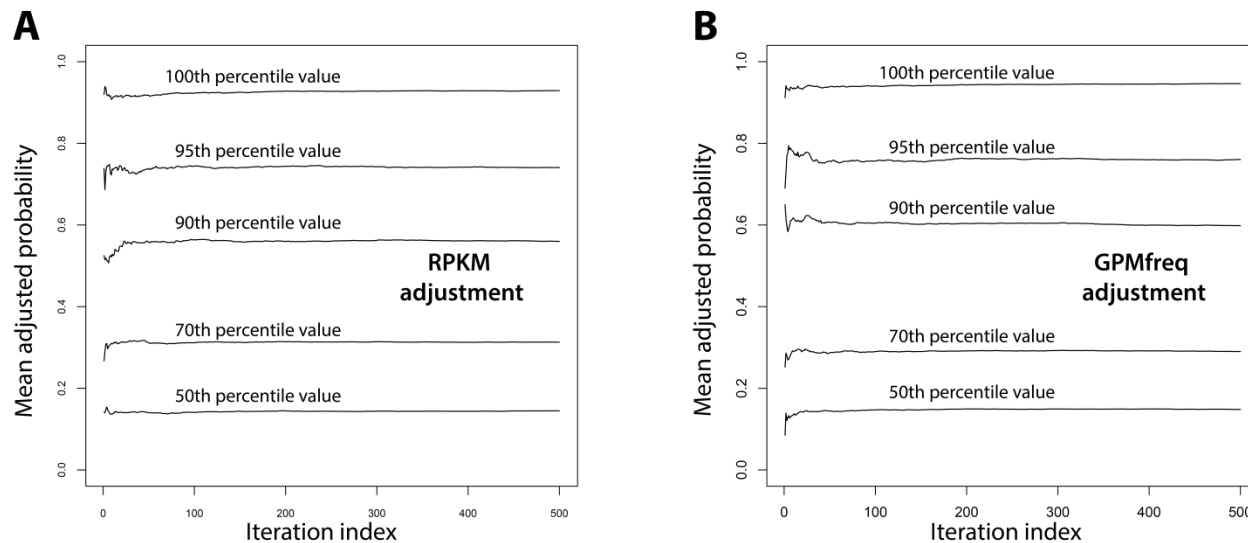 A
Mean adjusted probability
1.0
0.8
0.6
0.4
0.2
0.0
100th percentile value
95th percentile value
90th percentile value
RPKM
adjustment
70th percentile value
50th percentile value
0 100 200 300 400 500
Iteration index
B
Mean adjusted probability
1.0
0.8
0.6
0.4
0.2
0.0
100th percentile value
95th percentile value
90th percentile value
GPMfreq
adjustment
70th percentile value
50th percentile value
0 100 200 300 400 500
Iteration index